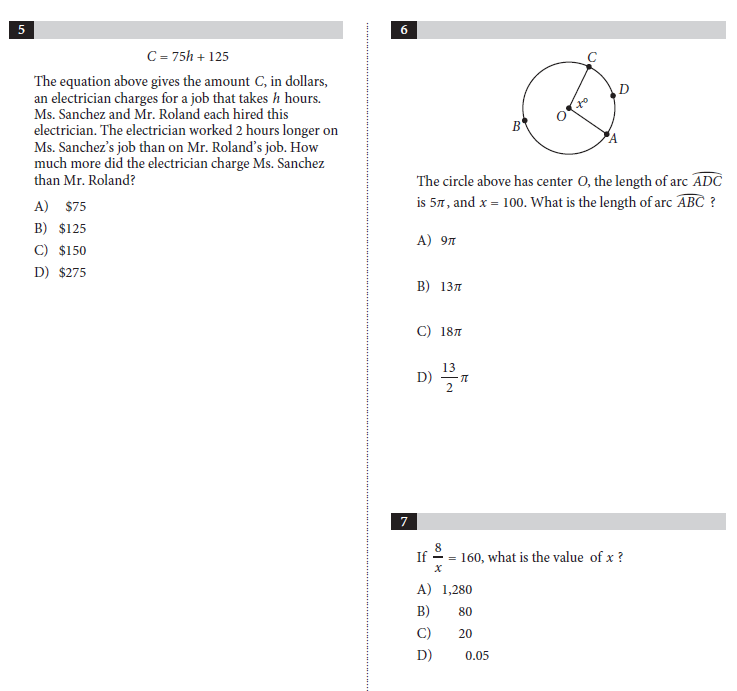 5
C = 75h + 125
The equation above gives the amount C, in dollars,
an electrician charges for a job that takes h hours.
Ms. Sanchez and Mr. Roland each hired this
electrician. The electrician worked 2 hours longer on
Ms. Sanchez’s job than on Mr. Roland’s job. How
much more did the electrician charge Ms. Sanchez
than Mr. Roland?
A) $75
B) $125
C) $150
D) $275
6
C
D
x°
O
B
A
The circle above has center O, the length of arc ADC
is 5π, and x = 100. What is the length of arc ABC ?
A) 9π
B) 13π
C) 18π
D) 13/2 π
7
If 8/x = 160, what is the value of x ?
A) 1,280
B) 80
C) 20
D) 0.05